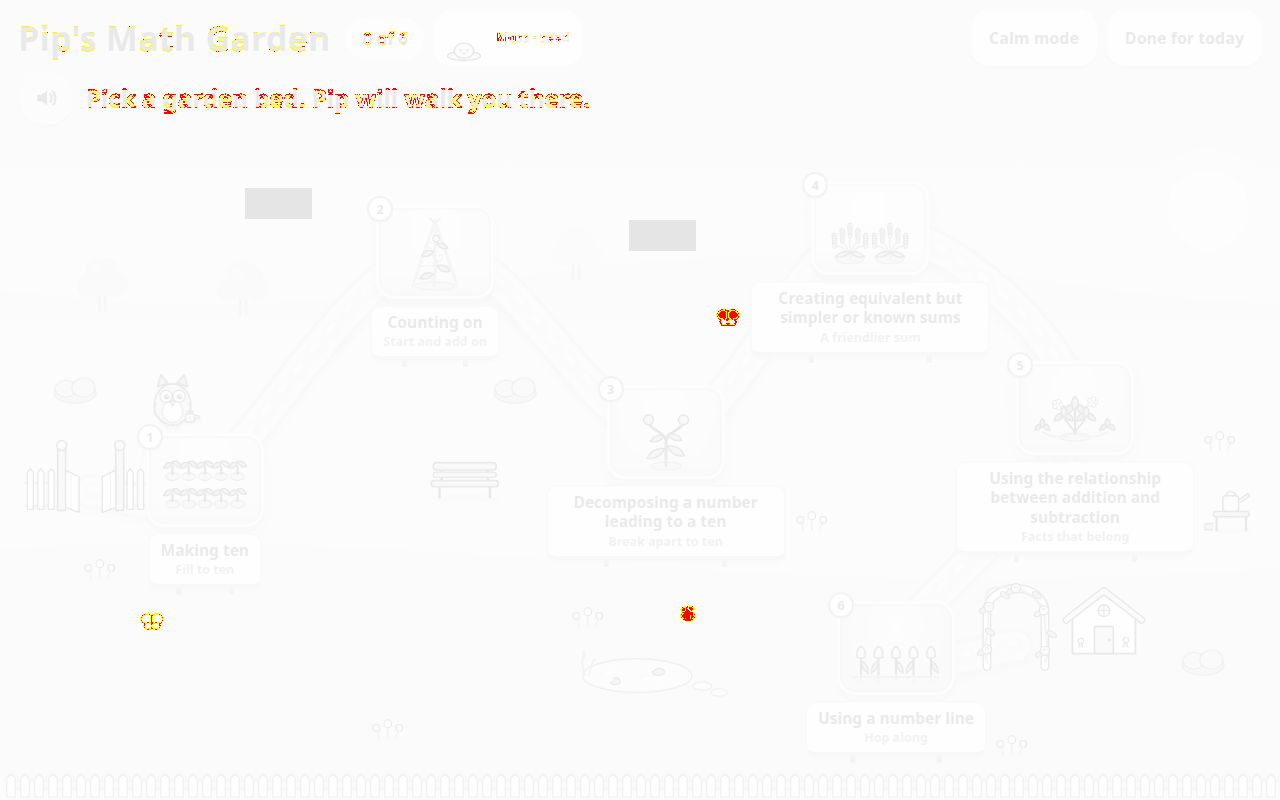 Pip's Math Garden
0 of 6
Calm mode
Done for today
Pick a garden bed. Pip will walk you there.
4
2
Creating equivalent but
simpler or known sums
A friendlier sum
Counting on
Start and add on
5
3
1
Using the relationship
between addition and
subtraction
Facts that belong
Decomposing a number
leading to a ten
Break apart to ten
Making ten
Fill to ten
6
Using a number line
Hop along